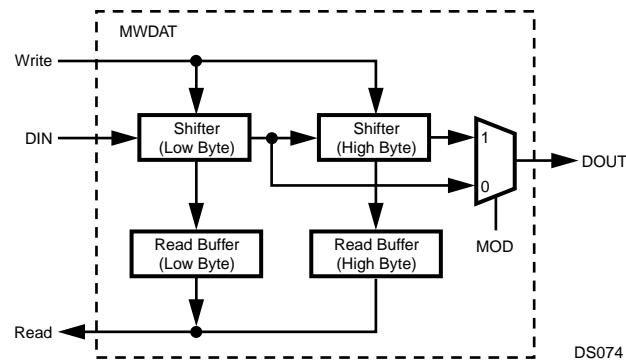 MWDAT
Write
DIN
Shifter
(Low Byte)
Shifter
(High Byte)
1
0
DOUT
Read Buffer
(Low Byte)
Read Buffer
(High Byte)
MOD
Read
DS074